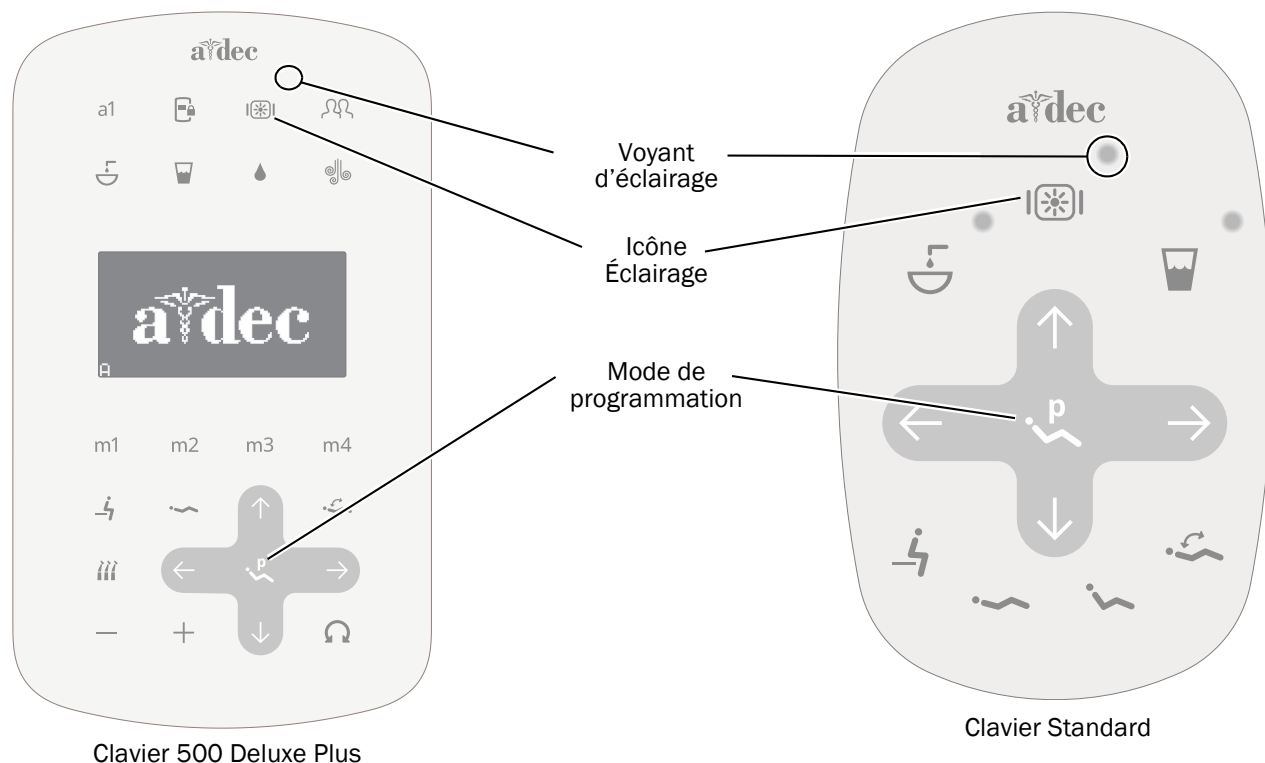 a dec
a1
a dec
A
m1 m2 m3 m4
p
Clavier 500 Deluxe Plus
Voyant
d'éclairage
Icône
Éclairage
Mode de
programmation
a dec
p
Clavier Standard